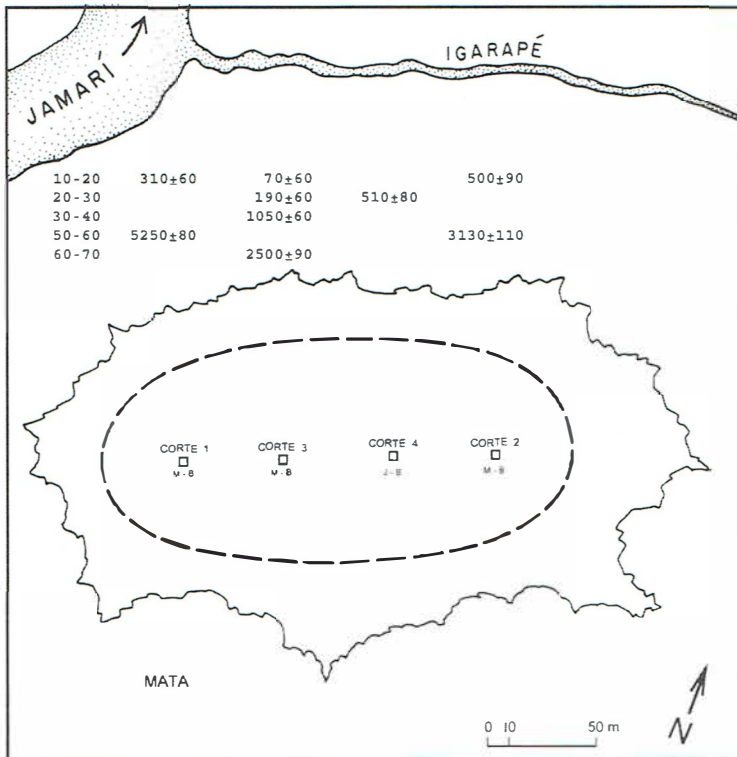 JAMARÍ
IGARAPÉ
10-20 310±60 70±60 500±90
20-30 190±60 510±80
30-40 1050±60
50-60 5250±80 3130±110
60-70 2500±90
CORTE 1 CORTE 3 CORTE 4 CORTE 2
M-B M-B J-B M-B
MATA
0 10 50 m
N